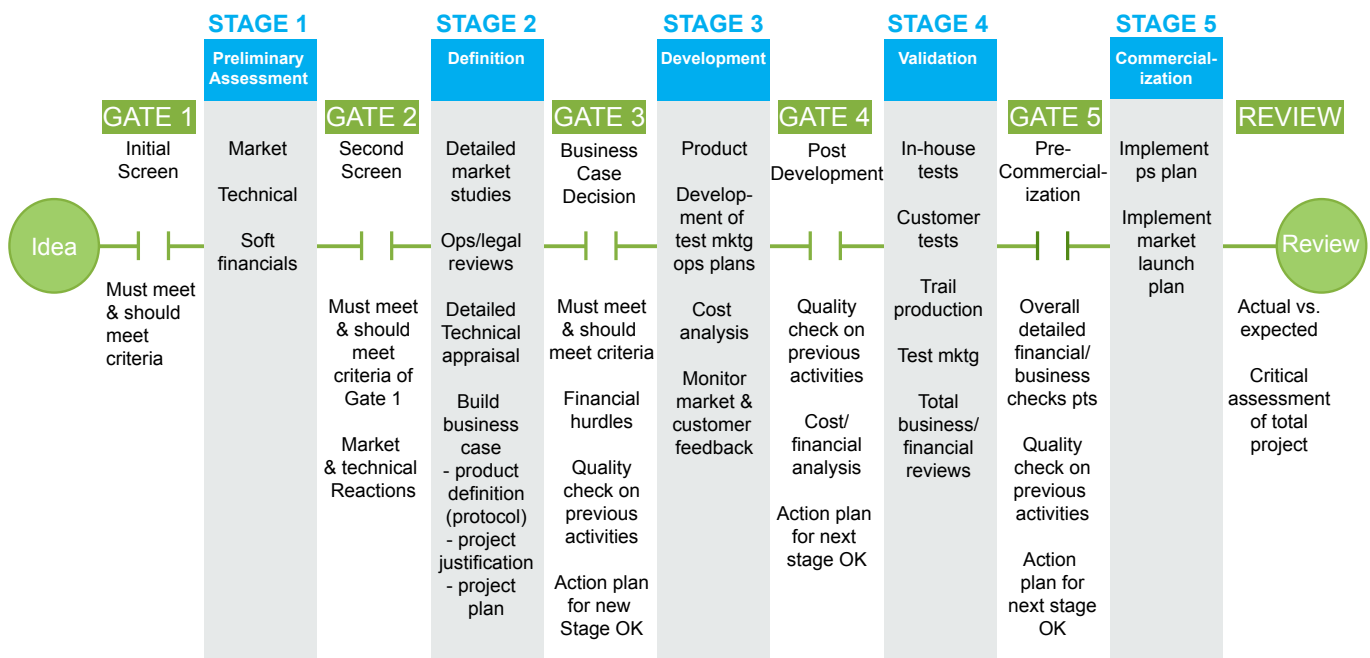 STAGE 1
Preliminary
Assessment
GATE 1
Initial
Screen
Idea
Must meet
& should
meet
criteria
Market
Technical
Soft
financials
GATE 2
Second
Screen
Must meet
& should
meet
criteria of
Gate 1
Market
& technical
Reactions
STAGE 2
Definition
Detailed
market
studies
Ops/legal
reviews
Detailed
Technical
appraisal
Build
business
case
- product
definition
(protocol)
- project
justification
- project
plan
GATE 3
Business
Case
Decision
Must meet
& should
meet criteria
Financial
hurdles
Quality
check on
previous
activities
Action plan
for new
Stage OK
STAGE 3
Development
Product
Develop-
ment of
test mktg
ops plans
Cost
analysis
Monitor
market &
customer
feedback
GATE 4
Post
Development
Quality
check on
previous
activities
Cost/
financial
analysis
Action plan
for next
stage OK
STAGE 4
Validation
In-house
tests
Customer
tests
Trail
production
Test mktg
Total
business/
financial
reviews
GATE 5
Pre-
Commercial-
ization
Overall
detailed
financial/
business
checks pts
Quality
check on
previous
activities
Action
plan for
next stage
OK
STAGE 5
Commercial-
ization
Implement
ps plan
Implement
market
launch
plan
REVIEW
Review
Actual vs.
expected
Critical
assessment
of total
project